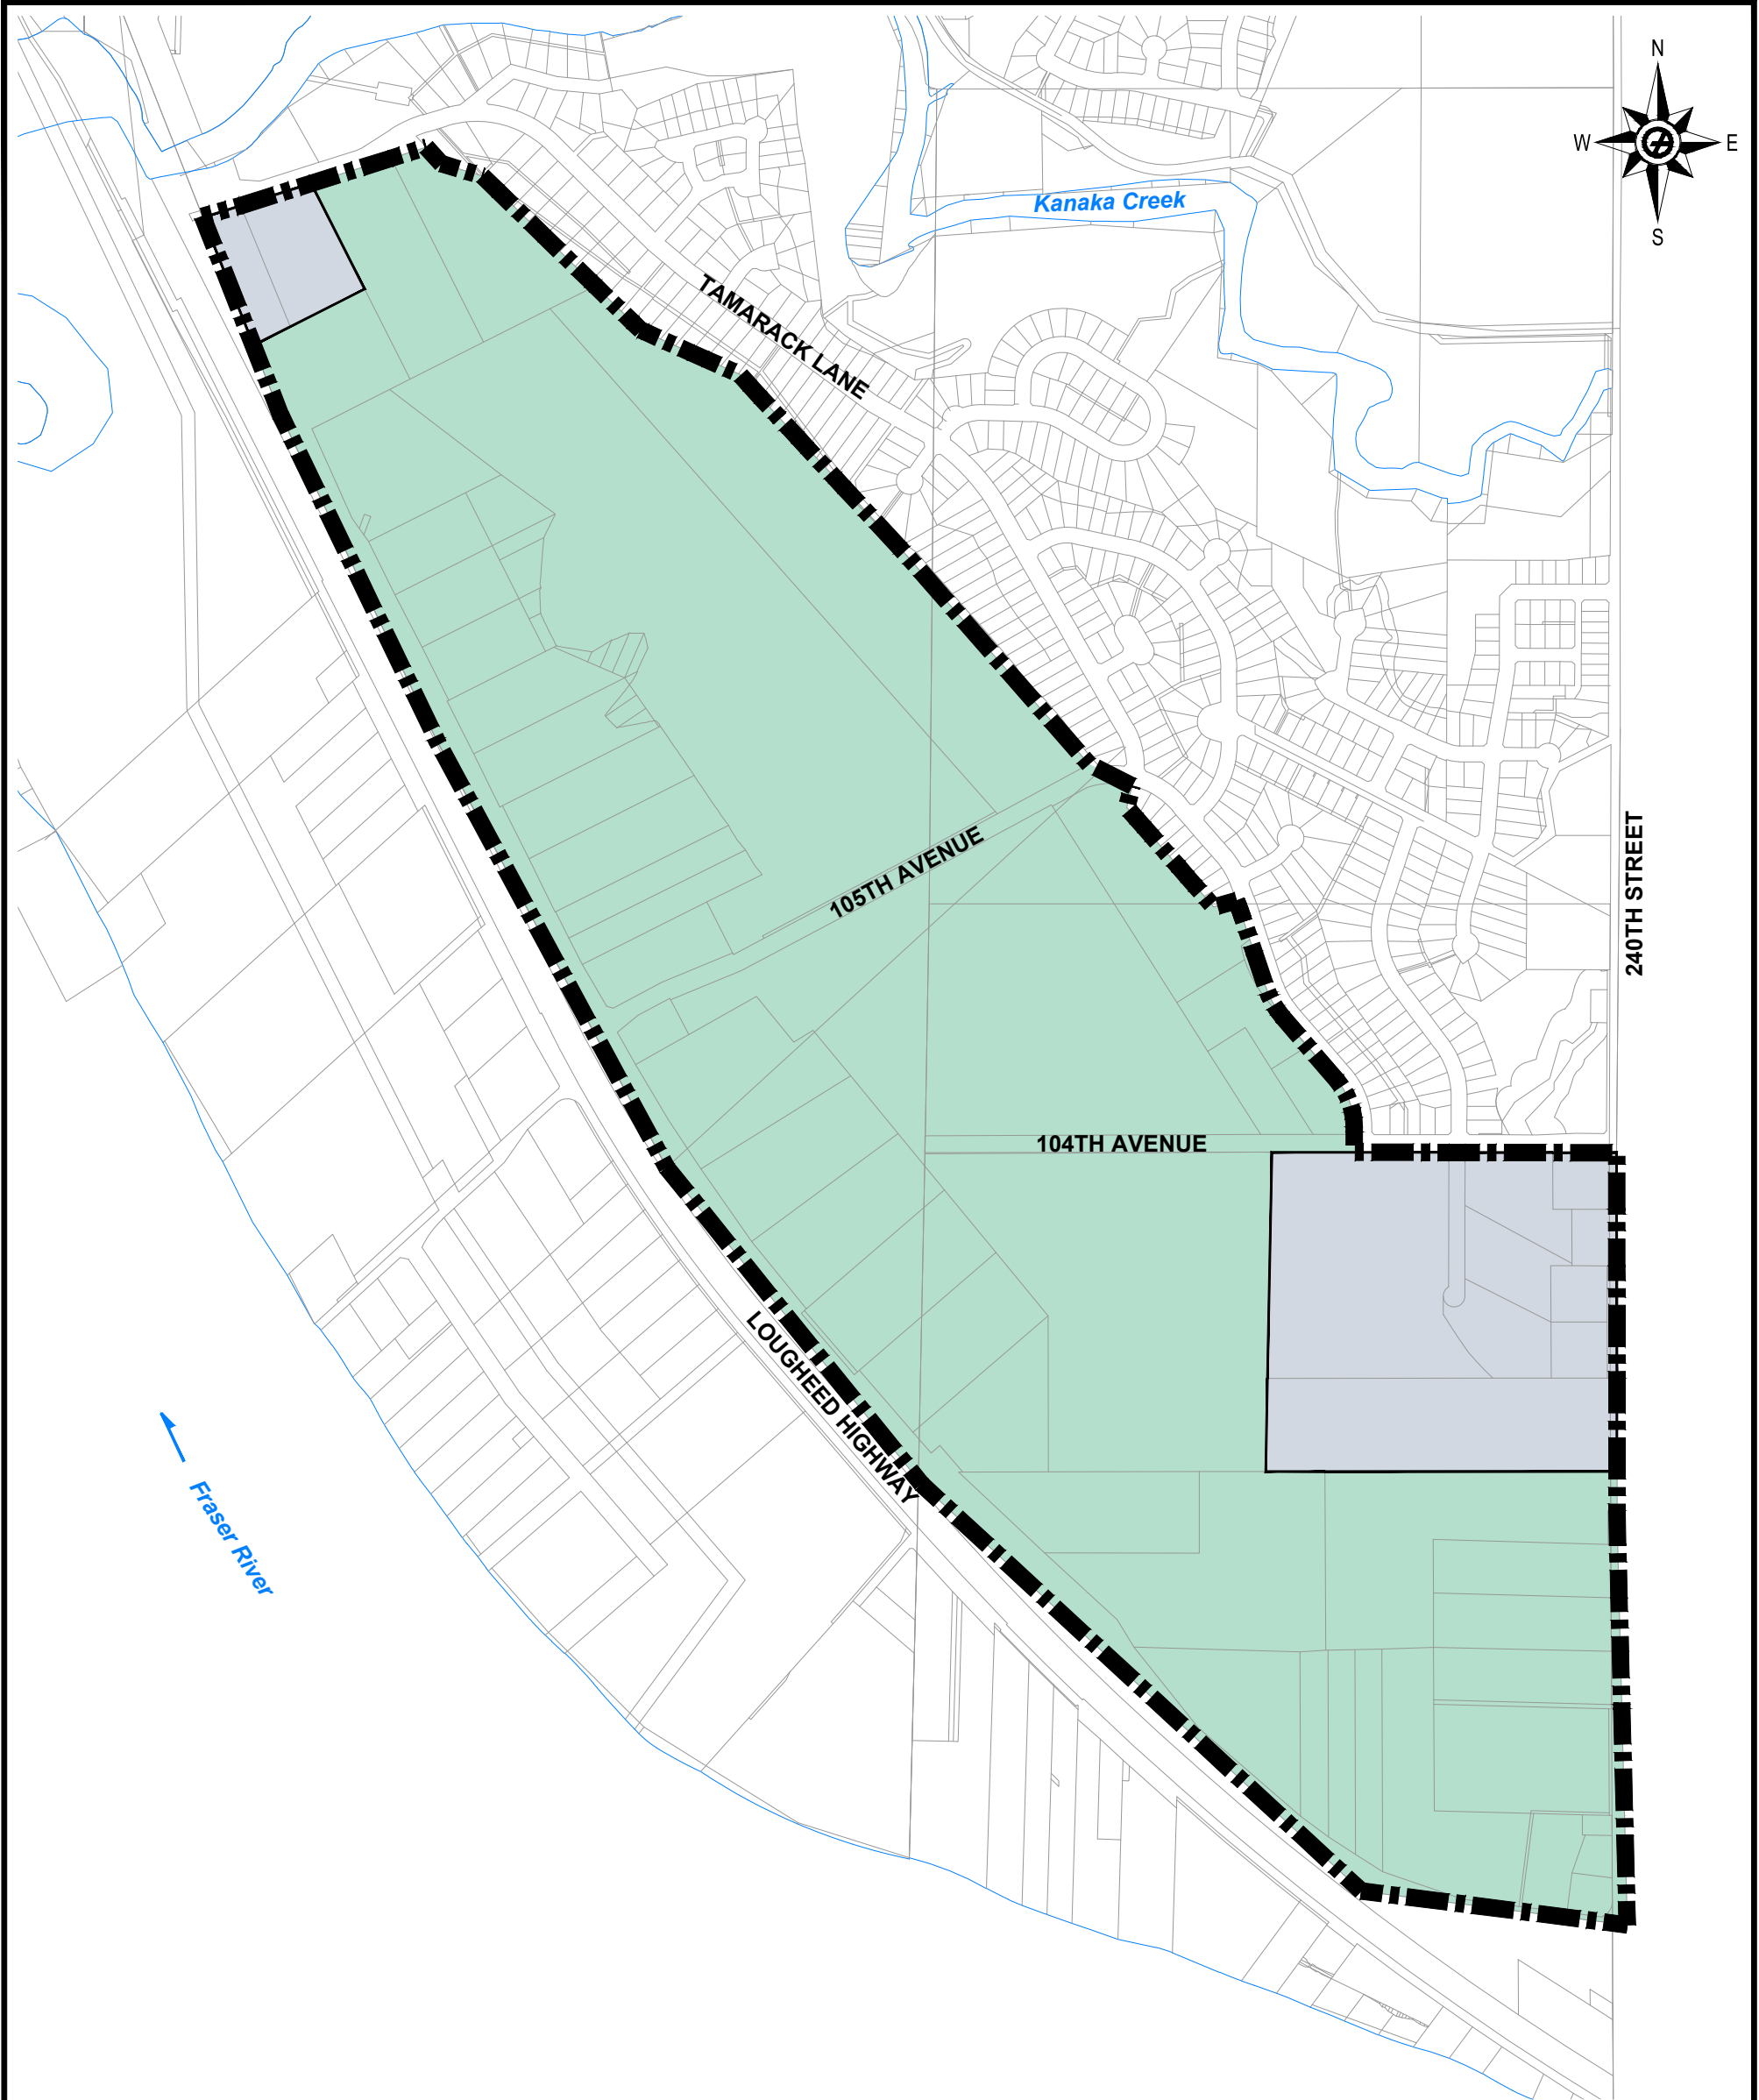 N
W E
S
Kanaka Creek
TAMARACK LANE
105TH AVENUE
240TH STREET
104TH AVENUE
LOUGHEED HIGHWAY
Fraser River